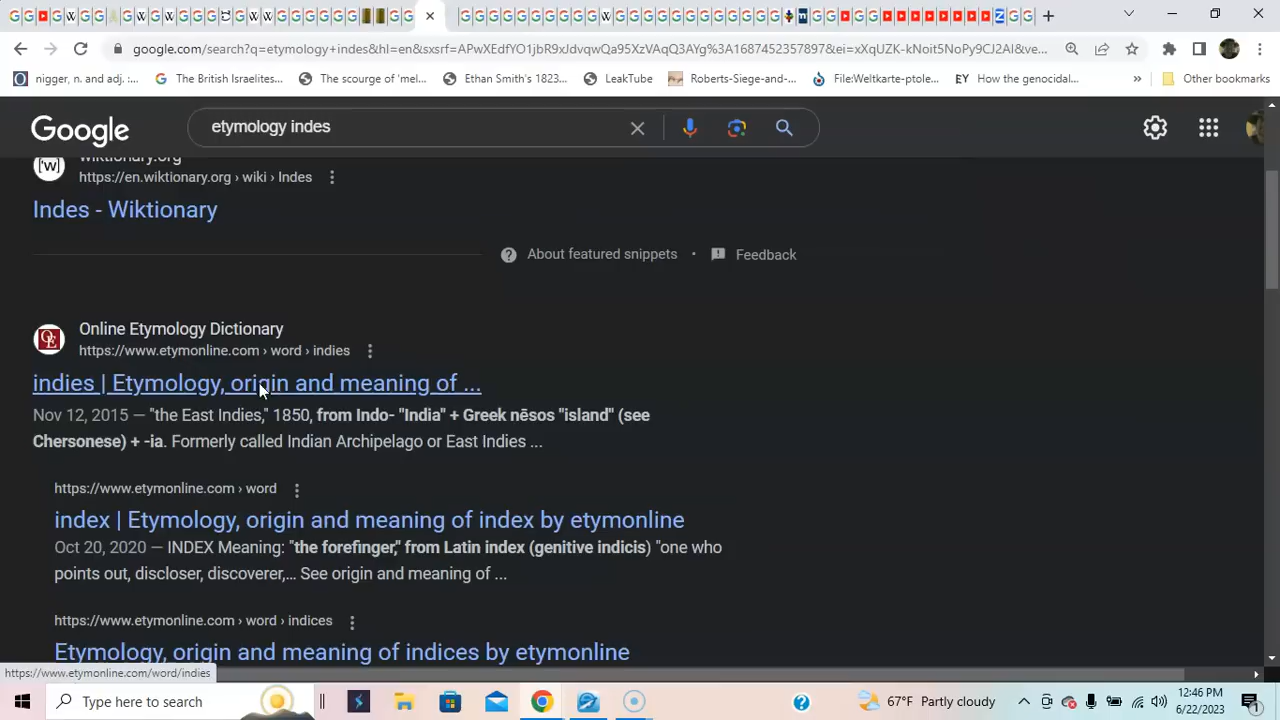 google.com/search?q=etymology+indes&hl=en&sxsrf=APwXEdfYO1jbR9xJdvqwQa95XzVAqQ3AYg%3A1687452357897&ei=xXqUZK-kNoit5NoPy9CJ2AI&ve...
nigger, n. and adj. :... The British Israelites... The scourge of 'mel... Ethan Smith's 1823... LeakTube Roberts-Siege-and-... File:Weltkarte-ptole... EY How the genocidal... » Other bookmarks
Google etymology indes
wiktionary.org
['w] https://en.wiktionary.org › wiki › Indes
Indes - Wiktionary
About featured snippets • Feedback
Online Etymology Dictionary
OE https://www.etymonline.com › word › indies
indies | Etymology, origin and meaning of ...
Nov 12, 2015 — "the East Indies," 1850, from Indo- "India" + Greek nēsos "island" (see
Chersonese) + -ia. Formerly called Indian Archipelago or East Indies ...
https://www.etymonline.com › word
index | Etymology, origin and meaning of index by etymonline
Oct 20, 2020 — INDEX Meaning: "the forefinger," from Latin index (genitive indicis) "one who
points out, discloser, discoverer,... See origin and meaning of ...
https://www.etymonline.com › word › indices
Etymology, origin and meaning of indices by etymonline
https://www.etymonline.com/word/indies
Type here to search 67°F Partly cloudy 12:46 PM
6/22/2023